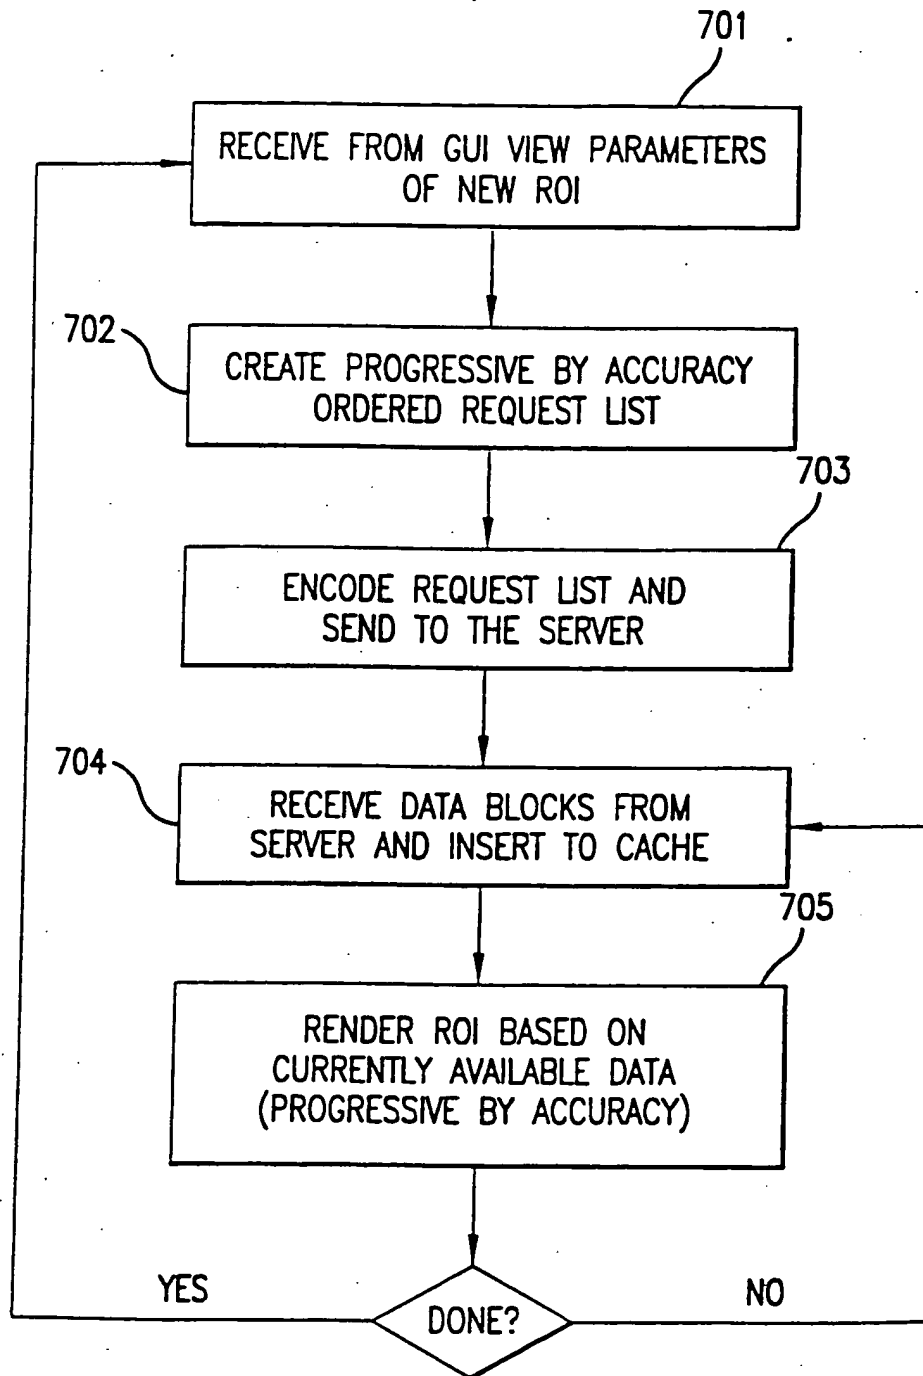 701
RECEIVE FROM GUI VIEW PARAMETERS
OF NEW ROI
702
CREATE PROGRESSIVE BY ACCURACY
ORDERED REQUEST LIST
703
ENCODE REQUEST LIST AND
SEND TO THE SERVER
704
RECEIVE DATA BLOCKS FROM
SERVER AND INSERT TO CACHE
705
RENDER ROI BASED ON
CURRENTLY AVAILABLE DATA
(PROGRESSIVE BY ACCURACY)
YES
DONE?
NO